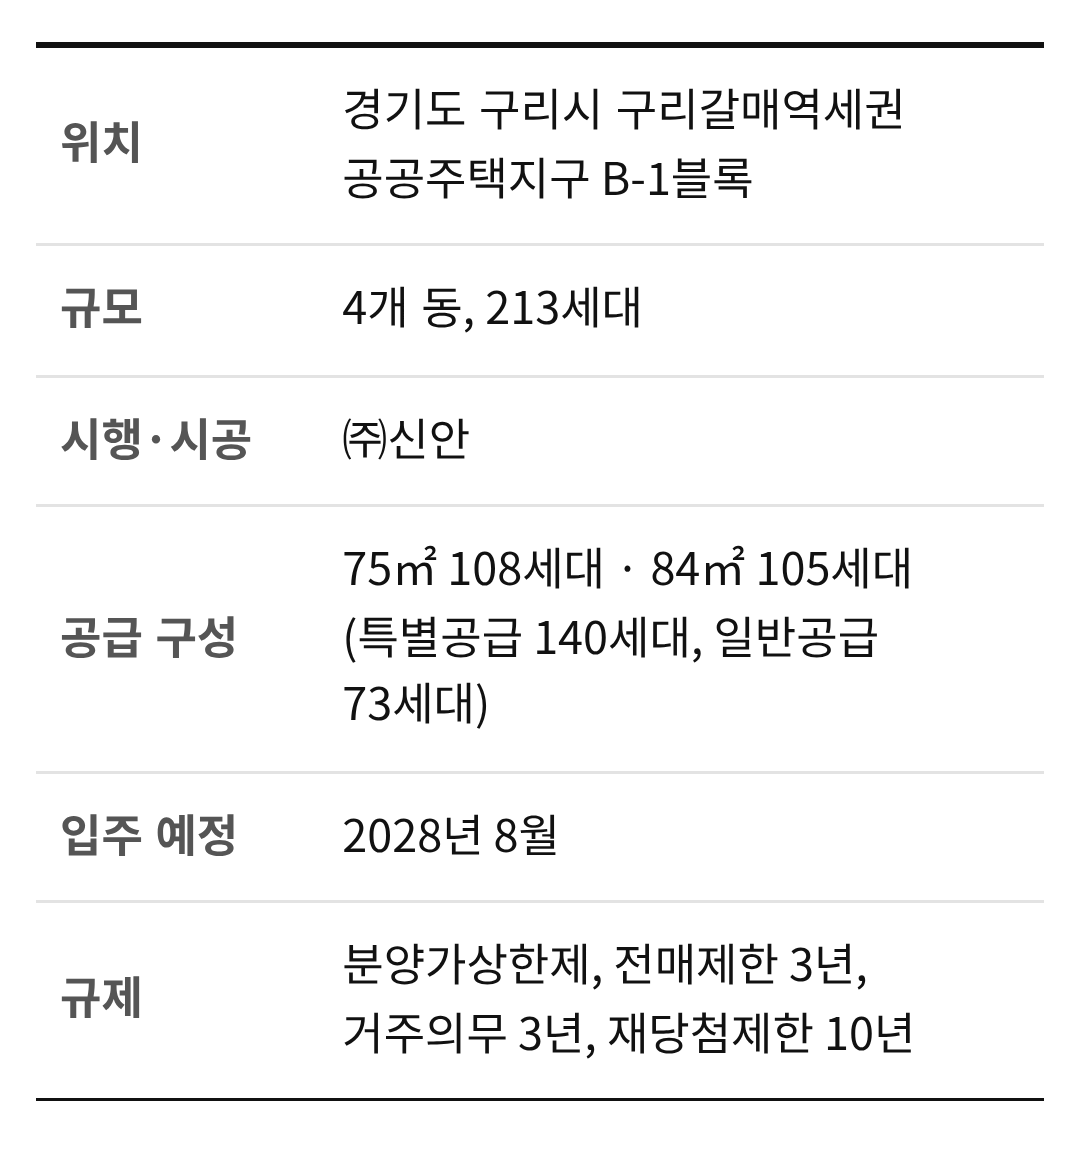 위치
경기도 구리시 구리갈매역세권
공공주택지구 B-1블록
규모
4개 동, 213세대
시행·시공
㈜신안
공급 구성
75㎡ 108세대 · 84㎡ 105세대
(특별공급 140세대, 일반공급
73세대)
입주 예정
2028년 8월
규제
분양가상한제, 전매제한 3년,
거주의무 3년, 재당첨제한 10년